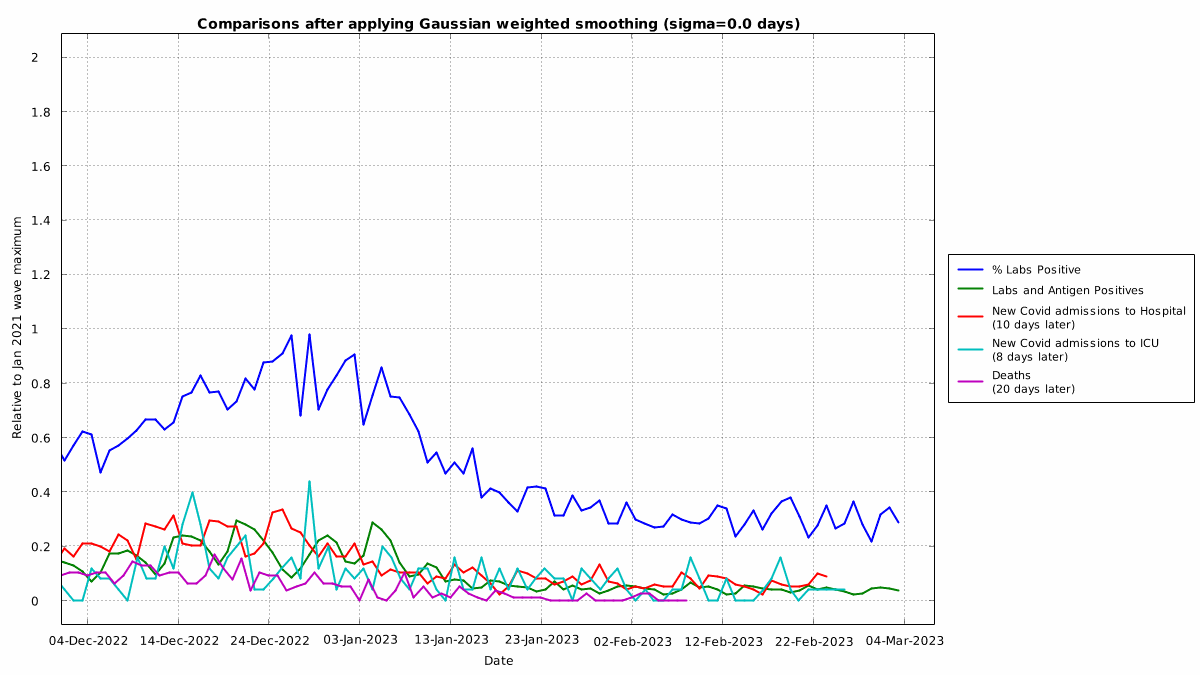 Comparisons after applying Gaussian weighted smoothing (sigma=0.0 days)
Relative to Jan 2021 wave maximum
2
1.8
1.6
1.4
1.2
1
0.8
0.6
0.4
0.2
0
04-Dec-2022 14-Dec-2022 24-Dec-2022 03-Jan-2023 13-Jan-2023 23-Jan-2023 02-Feb-2023 12-Feb-2023 22-Feb-2023 04-Mar-2023
Date
% Labs Positive
Labs and Antigen Positives
New Covid admissions to Hospital
(10 days later)
New Covid admissions to ICU
(8 days later)
Deaths
(20 days later)